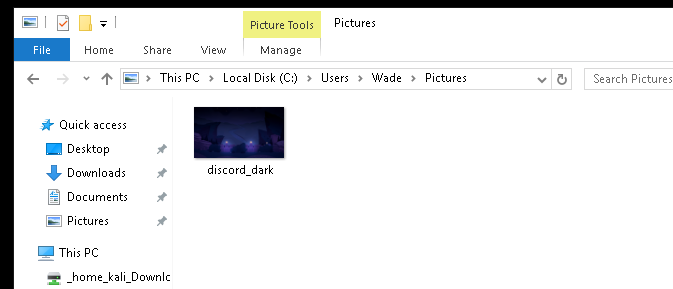 Picture Tools Pictures
File Home Share View Manage
This PC Local Disk (C:) Users Wade Pictures Search Pictures
Quick access
Desktop
Downloads
Documents
Pictures
This PC
_home_kali_Downlc
discord_dark